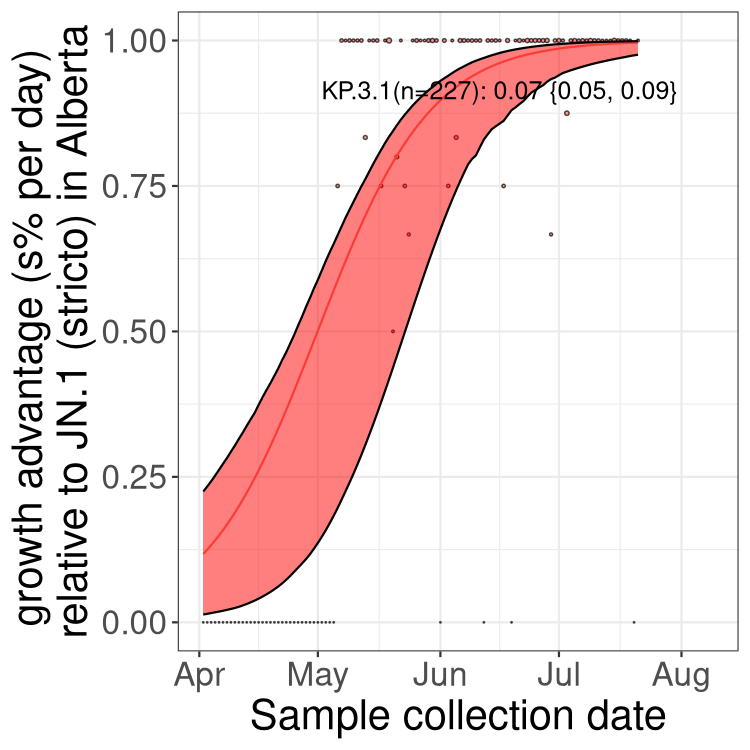 growth advantage (s% per day)
relative to JN.1 (stricto) in Alberta
1.00
0.75
0.50
0.25
0.00
KP.3.1(n=227): 0.07 {0.05, 0.09}
Apr May Jun Jul Aug
Sample collection date